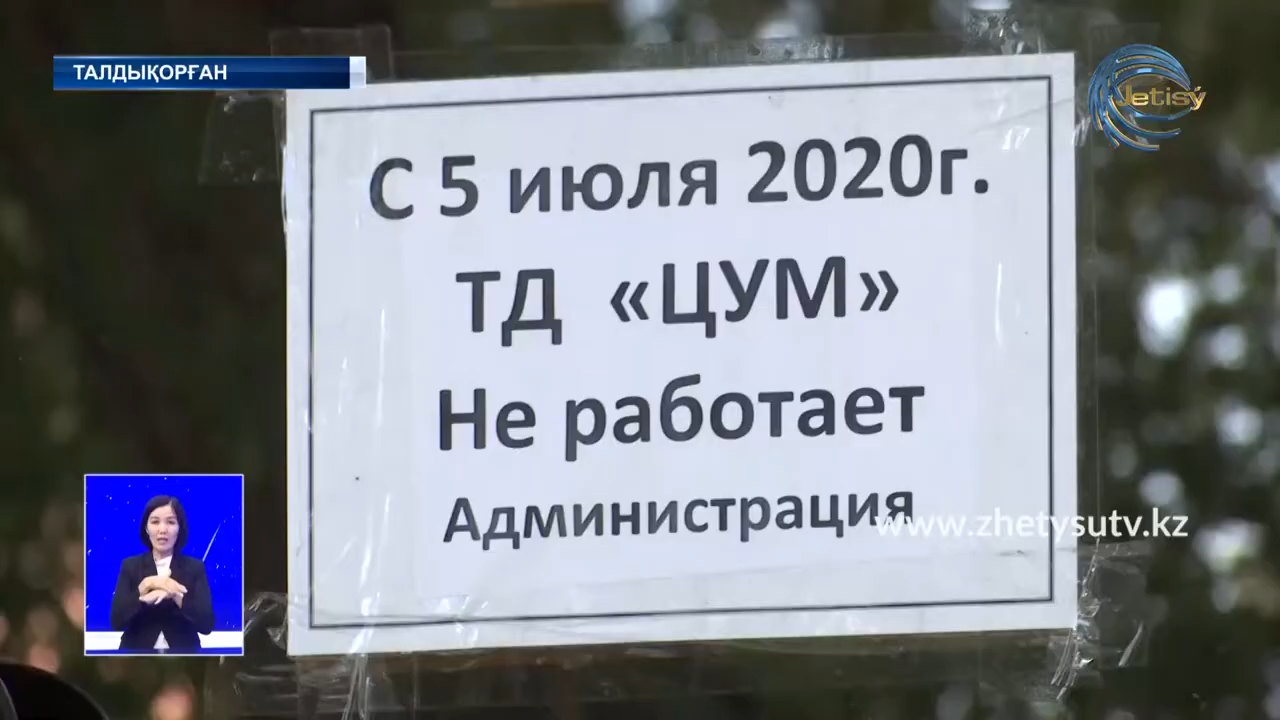 ТАЛДЫҚОРҒАН
Jetisý
С 5 июля 2020г.
ТД «ЦУМ»
Не работает
Администрация
www.zhetysutv.kz